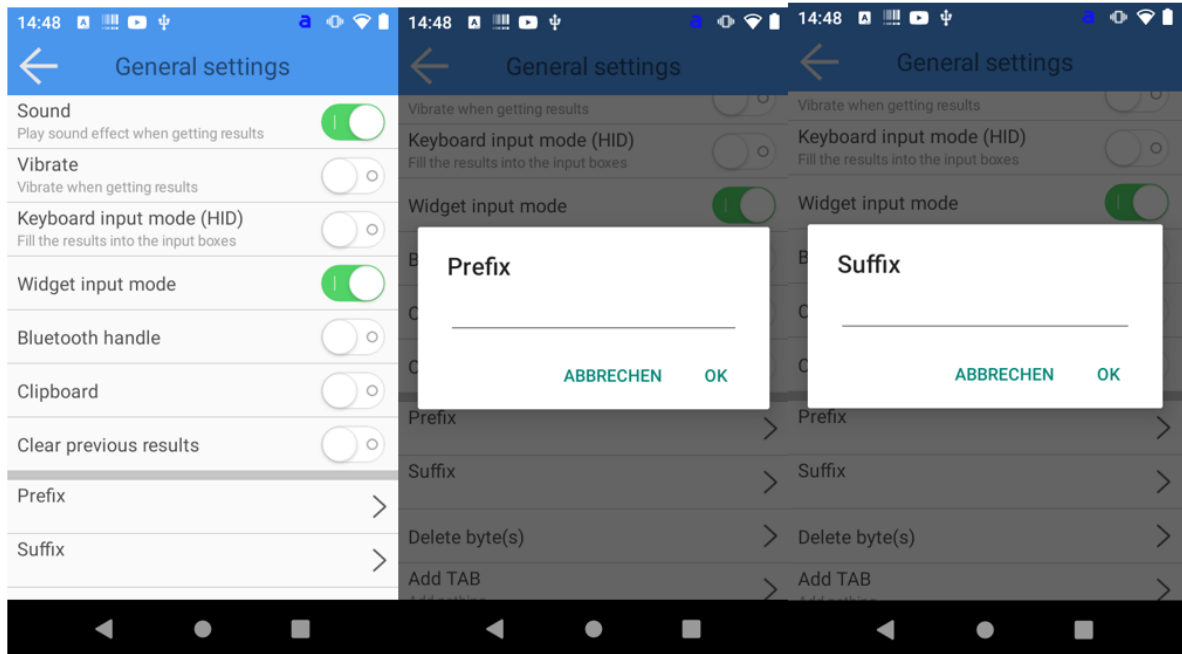 14:48
General settings
Sound
Play sound effect when getting results
Vibrate
Vibrate when getting results
Keyboard input mode (HID)
Fill the results into the input boxes
Widget input mode
Bluetooth handle
Clipboard
Clear previous results
Prefix
Suffix
14:48
General settings
Vibrate when getting results
Keyboard input mode (HID)
Fill the results into the input boxes
Widget input mode
B
Prefix
C
C
ABBRECHEN OK
Prefix
Suffix
Delete byte(s)
Add TAB
14:48
General settings
Vibrate when getting results
Keyboard input mode (HID)
Fill the results into the input boxes
Widget input mode
B
Suffix
C
C
ABBRECHEN OK
Prefix
Suffix
Delete byte(s)
Add TAB